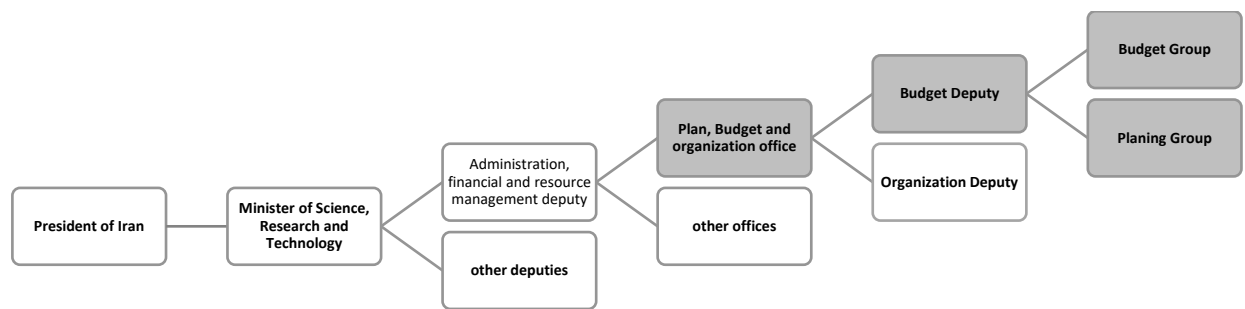 President of Iran
Minister of Science,
Research and
Technology
Administration,
financial and resource
management deputy
other deputies
Plan, Budget and
organization office
other offices
Budget Deputy
Organization Deputy
Budget Group
Planing Group